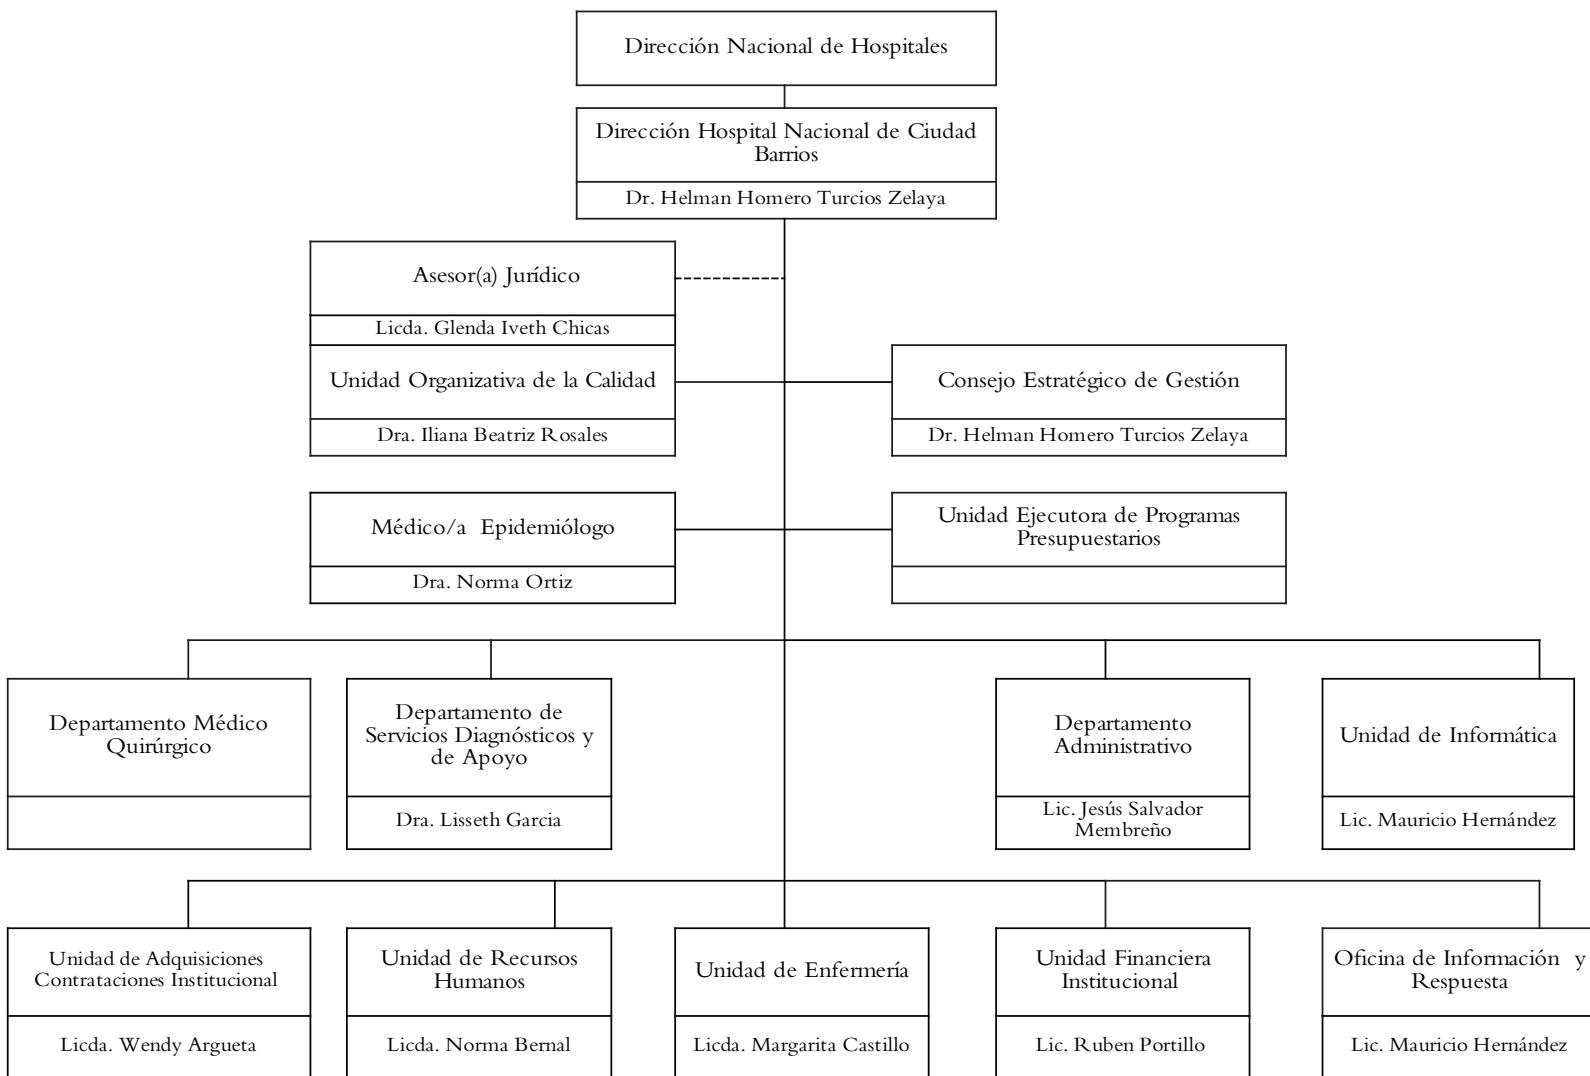 Dirección Nacional de Hospitales
Dirección Hospital Nacional de Ciudad
Barrios
Dr. Helman Homero Turcios Zelaya
Asesor(a) Jurídico
Licda. Glenda Iveth Chicas
Unidad Organizativa de la Calidad
Dra. Iliana Beatriz Rosales
Consejo Estratégico de Gestión
Dr. Helman Homero Turcios Zelaya
Médico/a Epidemiólogo
Dra. Norma Ortiz
Unidad Ejecutora de Programas
Presupuestarios
Departamento Médico
Quirúrgico
Departamento de
Servicios Diagnósticos y
de Apoyo
Dra. Lisseth Garcia
Departamento
Administrativo
Lic. Jesús Salvador
Membreño
Unidad de Informática
Lic. Mauricio Hernández
Unidad de Adquisiciones
Contrataciones Institucional
Licda. Wendy Argueta
Unidad de Recursos
Humanos
Licda. Norma Bernal
Unidad de Enfermería
Licda. Margarita Castillo
Unidad Financiera
Institucional
Lic. Ruben Portillo
Oficina de Información y
Respuesta
Lic. Mauricio Hernández